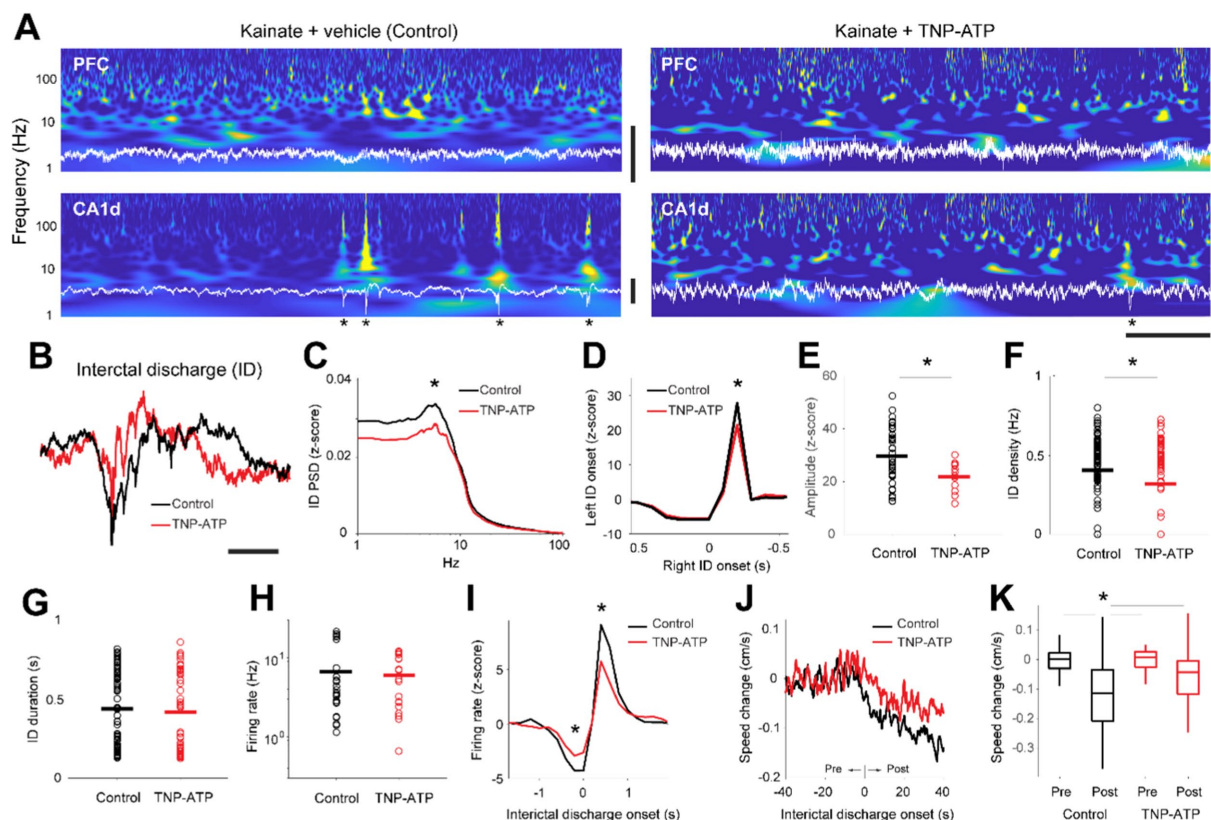 A
Kainate + vehicle (Control)
Kainate + TNP-ATP
PFC
PFC
Frequency (Hz)
100
10
1
CA1d
CA1d
100
10
1
* * * *
*
B
Interctal discharge (ID)
Control
TNP-ATP
C
ID PSD (z-score)
0.04
0.02
0
*
Control
TNP-ATP
1 10 100
Hz
D
Left ID onset (z-score)
30
20
10
0
-10
*
Control
TNP-ATP
0.5 0 -0.5
Right ID onset (s)
E
Amplitude (z-score)
60
40
20
0
*
Control TNP-ATP
F
ID density (Hz)
1
0.5
0
*
Control TNP-ATP
G
ID duration (s)
1
0.5
0
Control TNP-ATP
H
Firing rate (Hz)
10¹
10⁰
Control TNP-ATP
I
Firing rate (z-score)
5
0
-5
*
*
Control
TNP-ATP
-1 0 1
Interictal discharge onset (s)
J
Speed change (cm/s)
0.1
0
-0.1
-0.2
Control
TNP-ATP
Pre Post
-40 -20 0 20 40
Interictal discharge onset (s)
K
Speed change (cm/s)
0.1
0
-0.1
-0.2
-0.3
*
Pre Post Pre Post
Control TNP-ATP